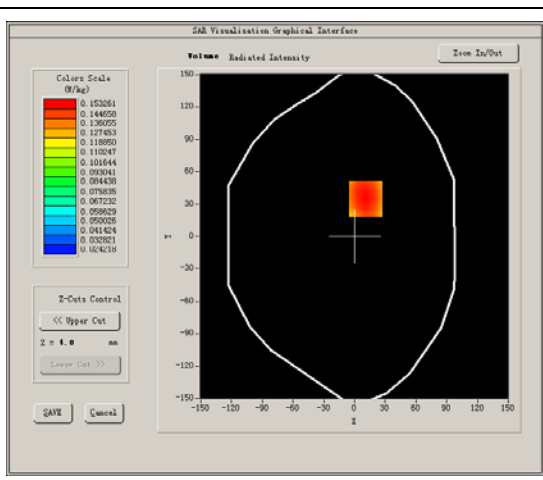 SAR Visualisation Graphical Interface
Volume Radiated Intensity
Zoom In/Out
Colors Scale
(W/kg)
0.153261
0.144658
0.136055
0.127453
0.118850
0.110247
0.101644
0.093041
0.084438
0.075835
0.067232
0.058629
0.050026
0.041424
0.032821
0.024218
Z-Cuts Control
<< Upper Cut
Z = 4.0 mm
Lower Cut >>
SAVE
Cancel
150
120
90
60
30
0
-30
-60
-90
-120
-150
Y
-150 -120 -90 -60 -30 0 30 60 90 120 150
X